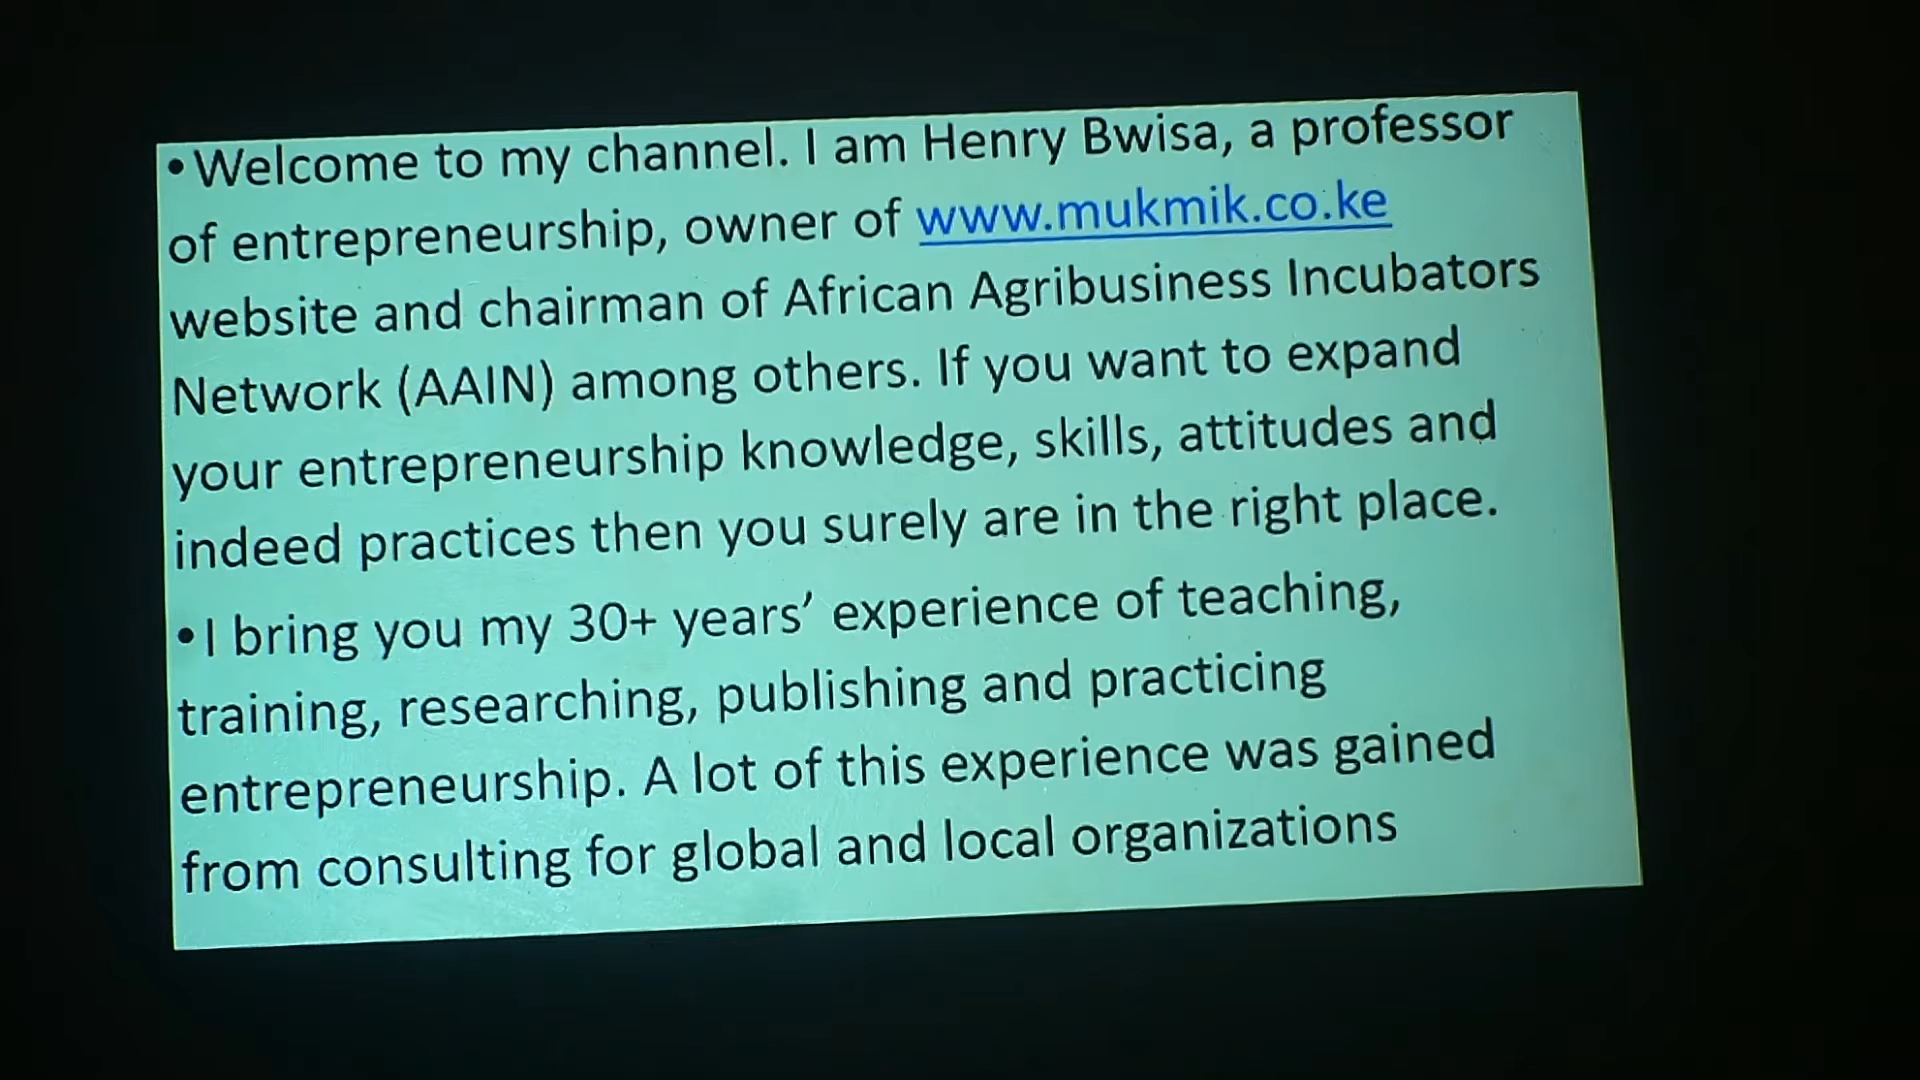 •Welcome to my channel. I am Henry Bwisa, a professor
of entrepreneurship, owner of www.mukmik.co.ke
website and chairman of African Agribusiness Incubators
Network (AAIN) among others. If you want to expand
your entrepreneurship knowledge, skills, attitudes and
indeed practices then you surely are in the right place.
•I bring you my 30+ years’ experience of teaching,
training, researching, publishing and practicing
entrepreneurship. A lot of this experience was gained
from consulting for global and local organizations